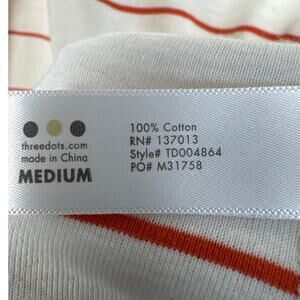 threedots.com
made in China
MEDIUM
100% Cotton
RN# 137013
Style# TD004864
PO# M31758